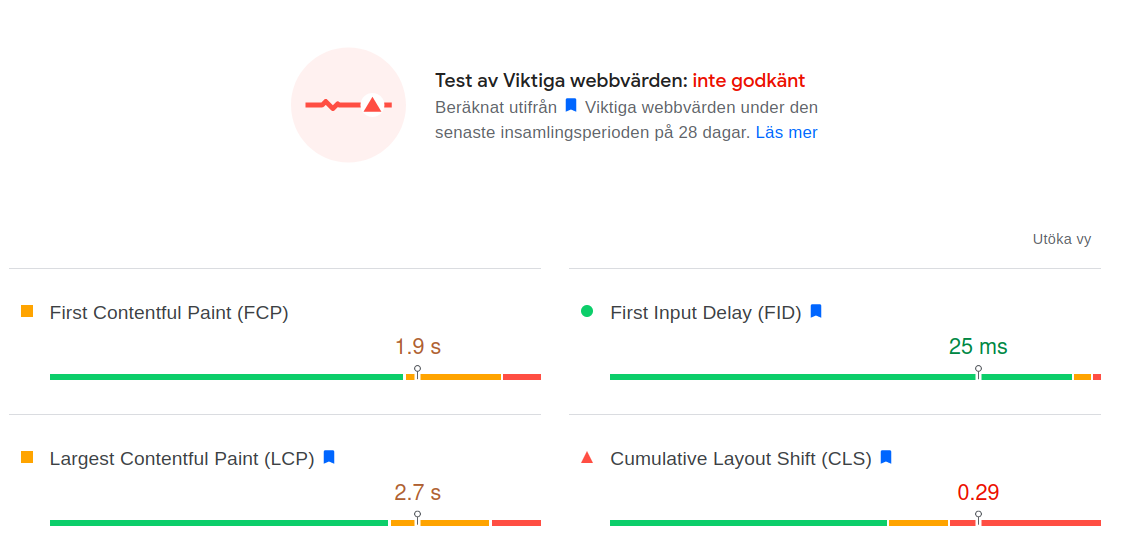 Test av Viktiga webbvärden: inte godkänt
Beräknat utifrån Viktiga webbvärden under den
senaste insamlingsperioden på 28 dagar. Läs mer
Utöka vy
First Contentful Paint (FCP)
1.9 s
First Input Delay (FID)
25 ms
Largest Contentful Paint (LCP)
2.7 s
Cumulative Layout Shift (CLS)
0.29